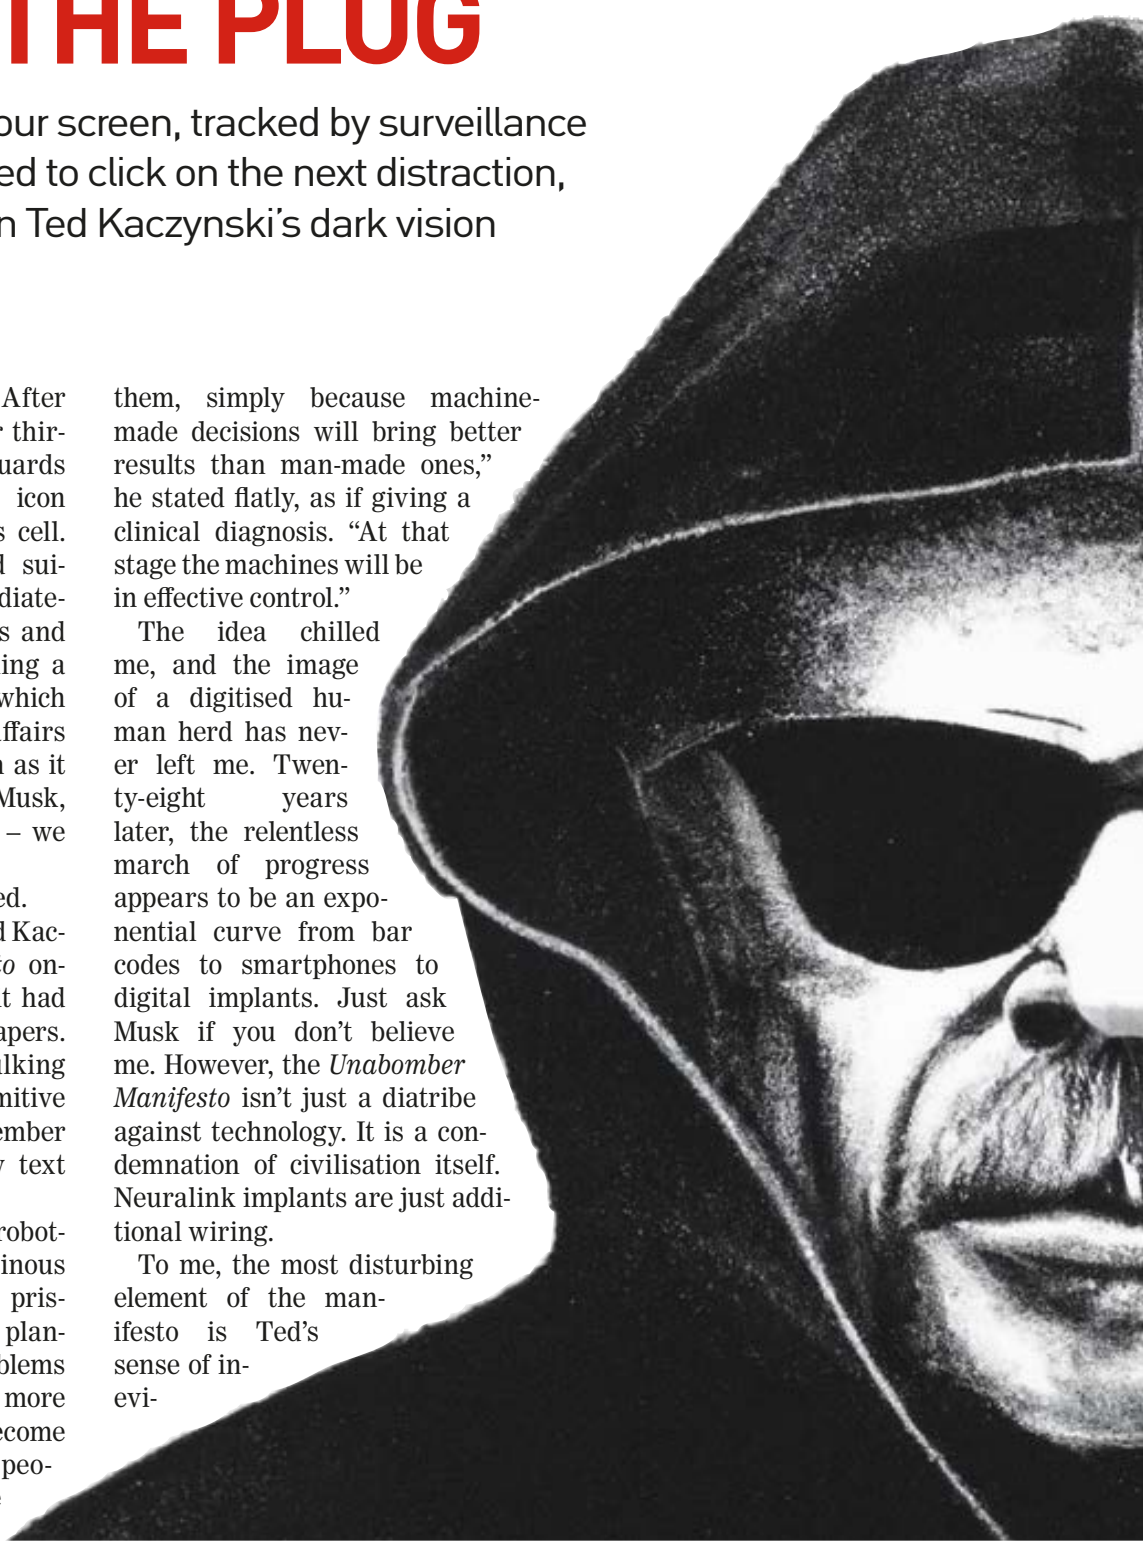 THE PLUG
our screen, tracked by surveillance
ed to click on the next distraction,
n Ted Kaczynski’s dark vision
After
r thir-
uards
icon
s cell.
d sui-
diate-
s and
ing a
which
ffairs
n as it
Musk,
– we
ed.
d Kac-
to on-
t had
apers.
lking
mitive
ember
y text
robot-
inous
pris-
plan-
blems
more
ecome
peo-
them, simply because machine-
made decisions will bring better
results than man-made ones,”
he stated flatly, as if giving a
clinical diagnosis. “At that
stage the machines will be
in effective control.”
The idea chilled
me, and the image
of a digitised hu-
man herd has nev-
er left me. Twen-
ty-eight years
later, the relentless
march of progress
appears to be an expo-
nential curve from bar
codes to smartphones to
digital implants. Just ask
Musk if you don’t believe
me. However, the Unabomber
Manifesto isn’t just a diatribe
against technology. It is a con-
demnation of civilisation itself.
Neuralink implants are just addi-
tional wiring.
To me, the most disturbing
element of the man-
ifesto is Ted’s
sense of in-
evi-